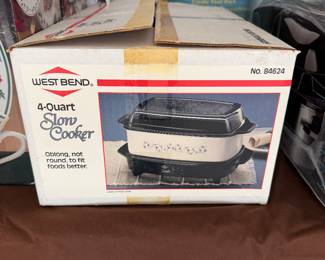 WEST BEND
No. 84624
4-Quart
Slow
Cooker
Oblong, not
round, to fit
foods better.